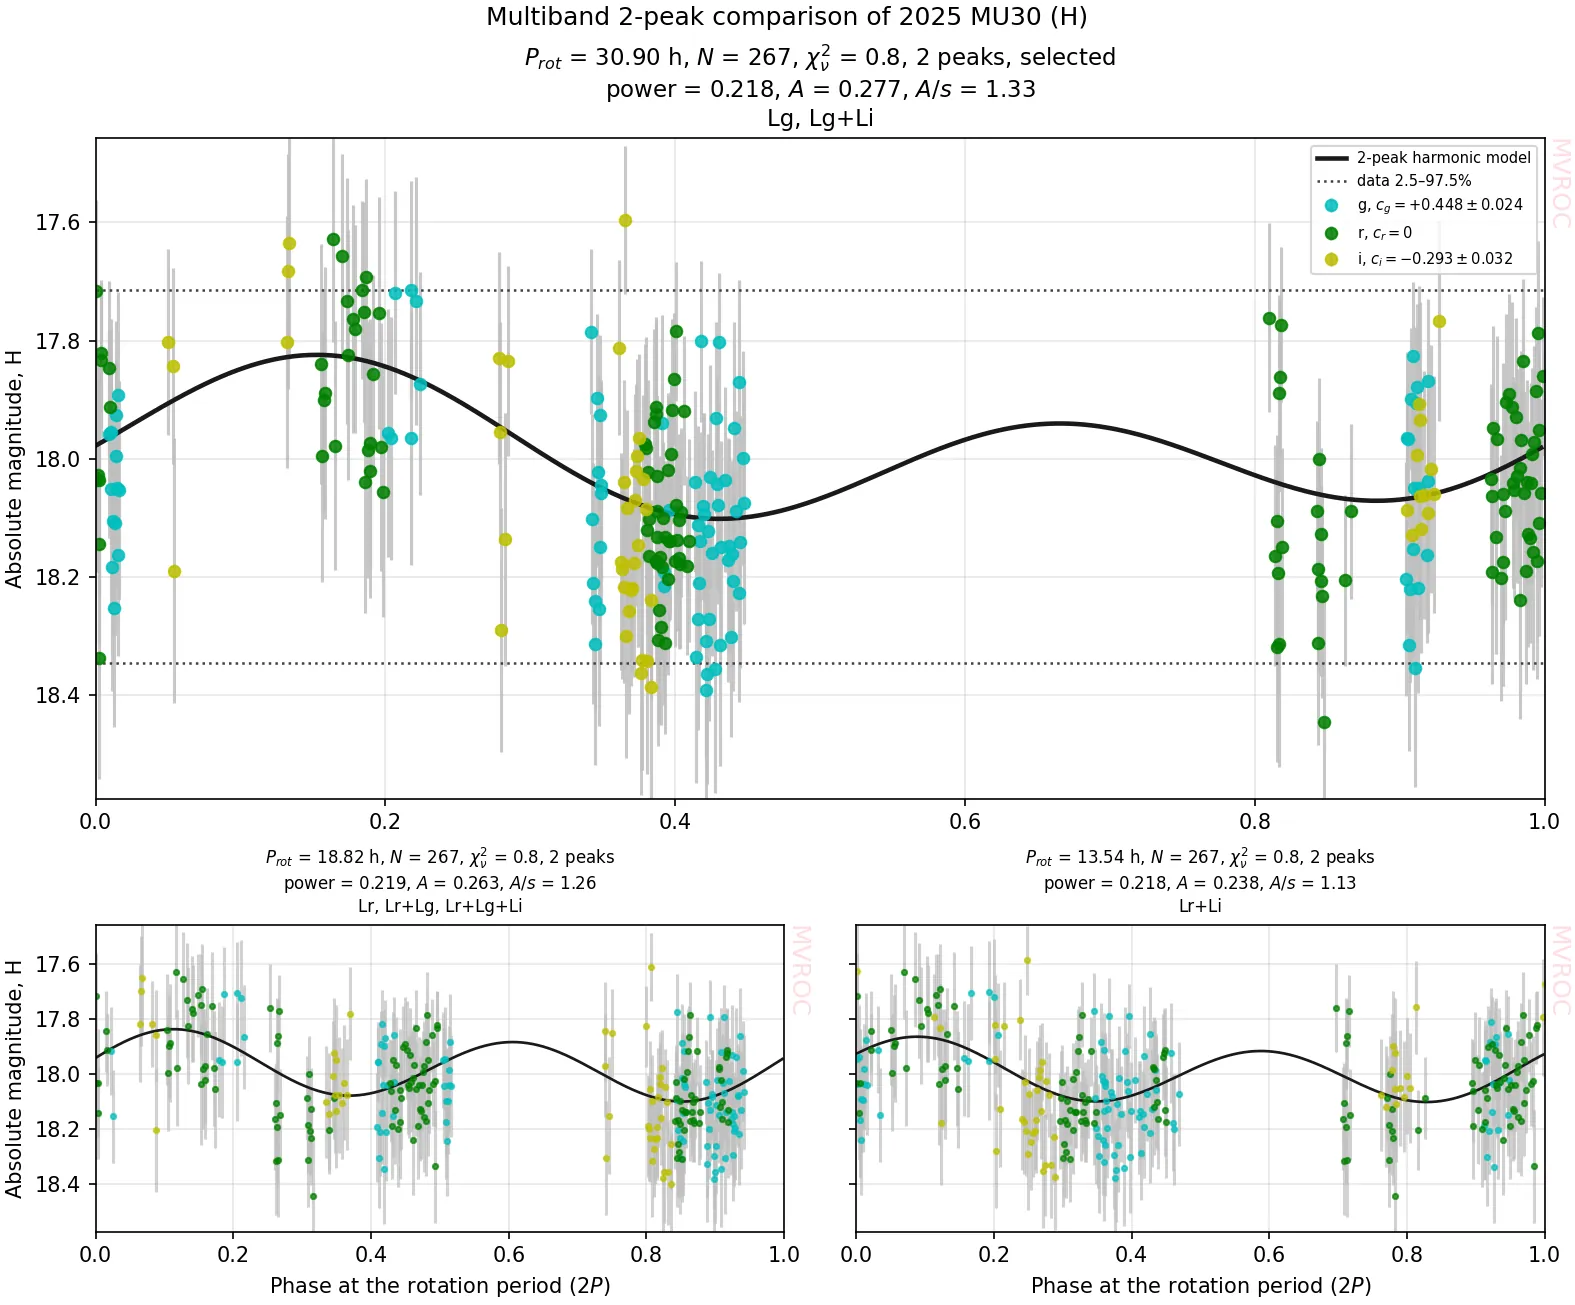 Multiband 2-peak comparison of 2025 MU30 (H)
P_rot = 30.90 h, N = 267, χ²_ν = 0.8, 2 peaks, selected
power = 0.218, A = 0.277, A/s = 1.33
Lg, Lg+Li
2-peak harmonic model
data 2.5–97.5%
g, c_g = +0.448 ± 0.024
r, c_r = 0
i, c_i = −0.293 ± 0.032
MVROC
Absolute magnitude, H
17.6
17.8
18.0
18.2
18.4
0.0 0.2 0.4 0.6 0.8 1.0
P_rot = 18.82 h, N = 267, χ²_ν = 0.8, 2 peaks
power = 0.219, A = 0.263, A/s = 1.26
Lr, Lr+Lg, Lr+Lg+Li
MVROC
Absolute magnitude, H
17.6
17.8
18.0
18.2
18.4
0.0 0.2 0.4 0.6 0.8 1.0
Phase at the rotation period (2P)
P_rot = 13.54 h, N = 267, χ²_ν = 0.8, 2 peaks
power = 0.218, A = 0.238, A/s = 1.13
Lr+Li
MVROC
0.0 0.2 0.4 0.6 0.8 1.0
Phase at the rotation period (2P)